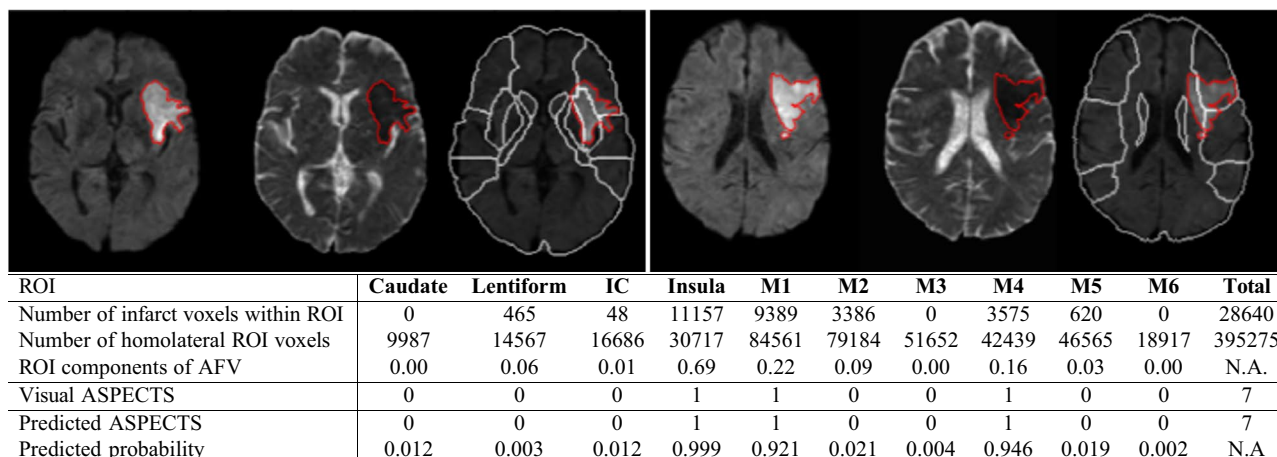 ROI Caudate Lentiform IC Insula M1 M2 M3 M4 M5 M6 Total
Number of infarct voxels within ROI 0 465 48 11157 9389 3386 0 3575 620 0 28640
Number of homolateral ROI voxels 9987 14567 16686 30717 84561 79184 51652 42439 46565 18917 395275
ROI components of AFV 0.00 0.06 0.01 0.69 0.22 0.09 0.00 0.16 0.03 0.00 N.A.
Visual ASPECTS 0 0 0 1 1 0 0 1 0 0 7
Predicted ASPECTS 0 0 0 1 1 0 0 1 0 0 7
Predicted probability 0.012 0.003 0.012 0.999 0.921 0.021 0.004 0.946 0.019 0.002 N.A